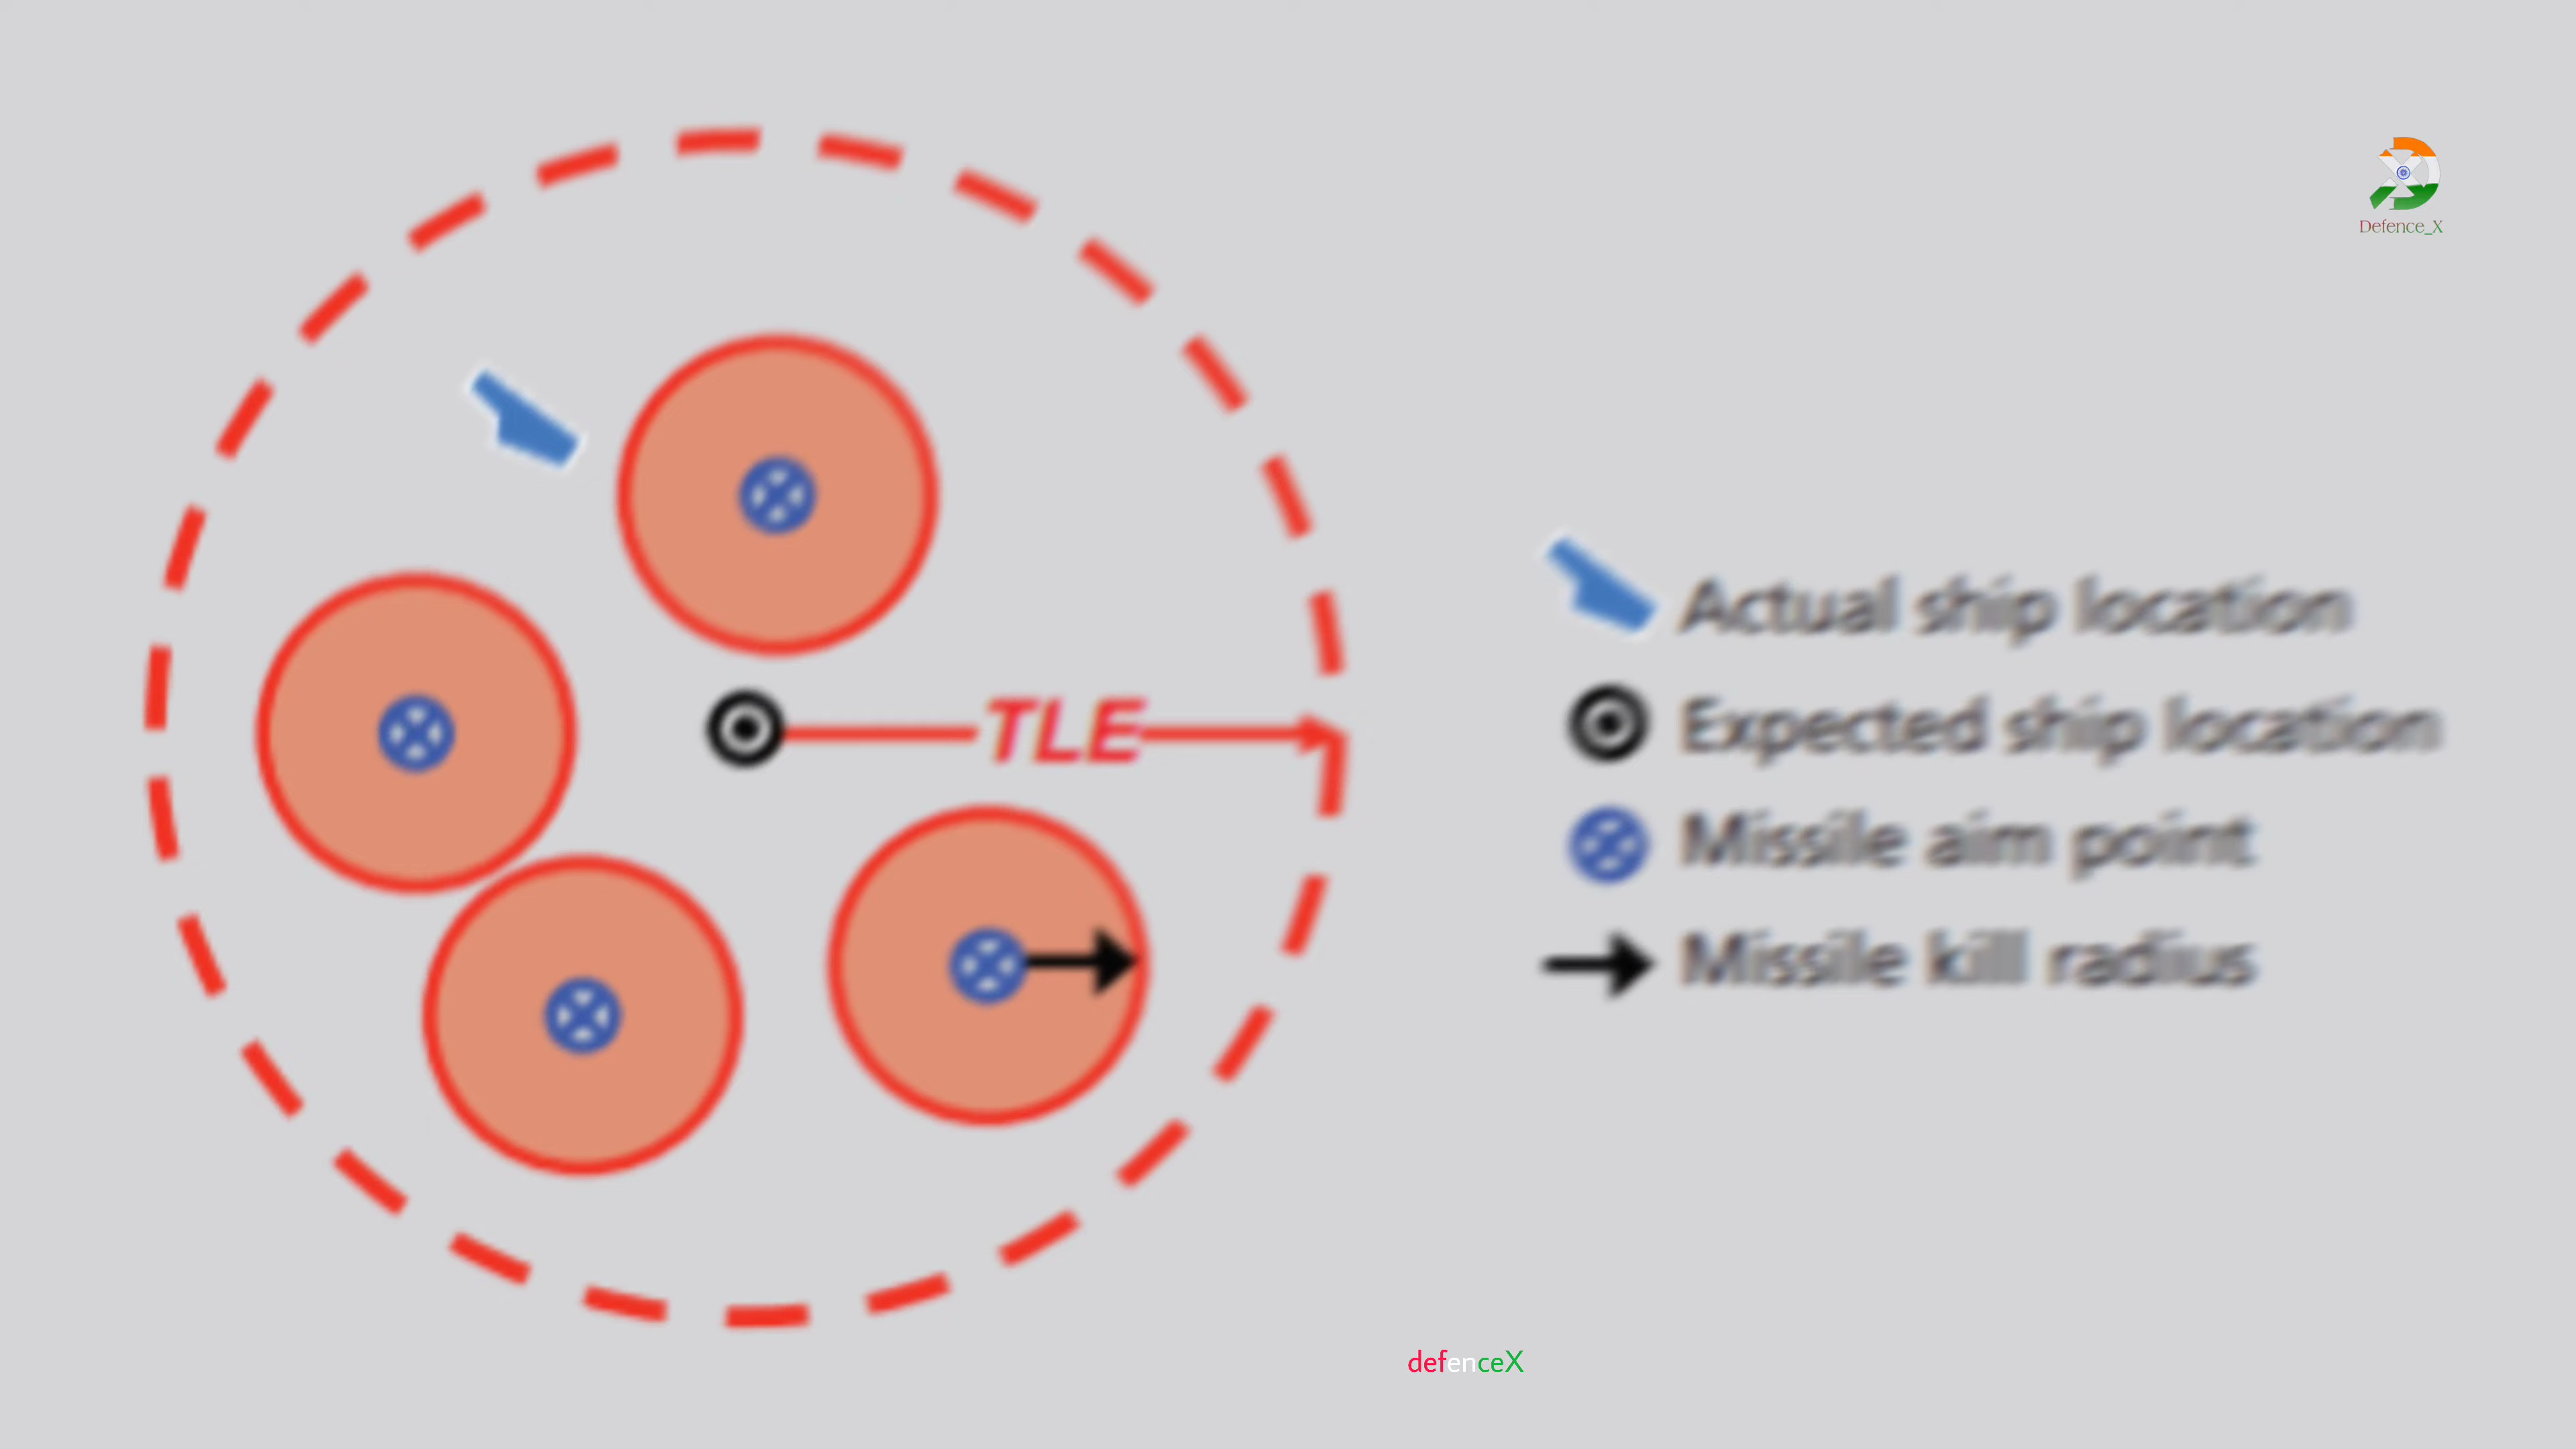 Defence_X
TLE
Actual ship location
Expected ship location
Missile aim point
Missile kill radius
defenceX